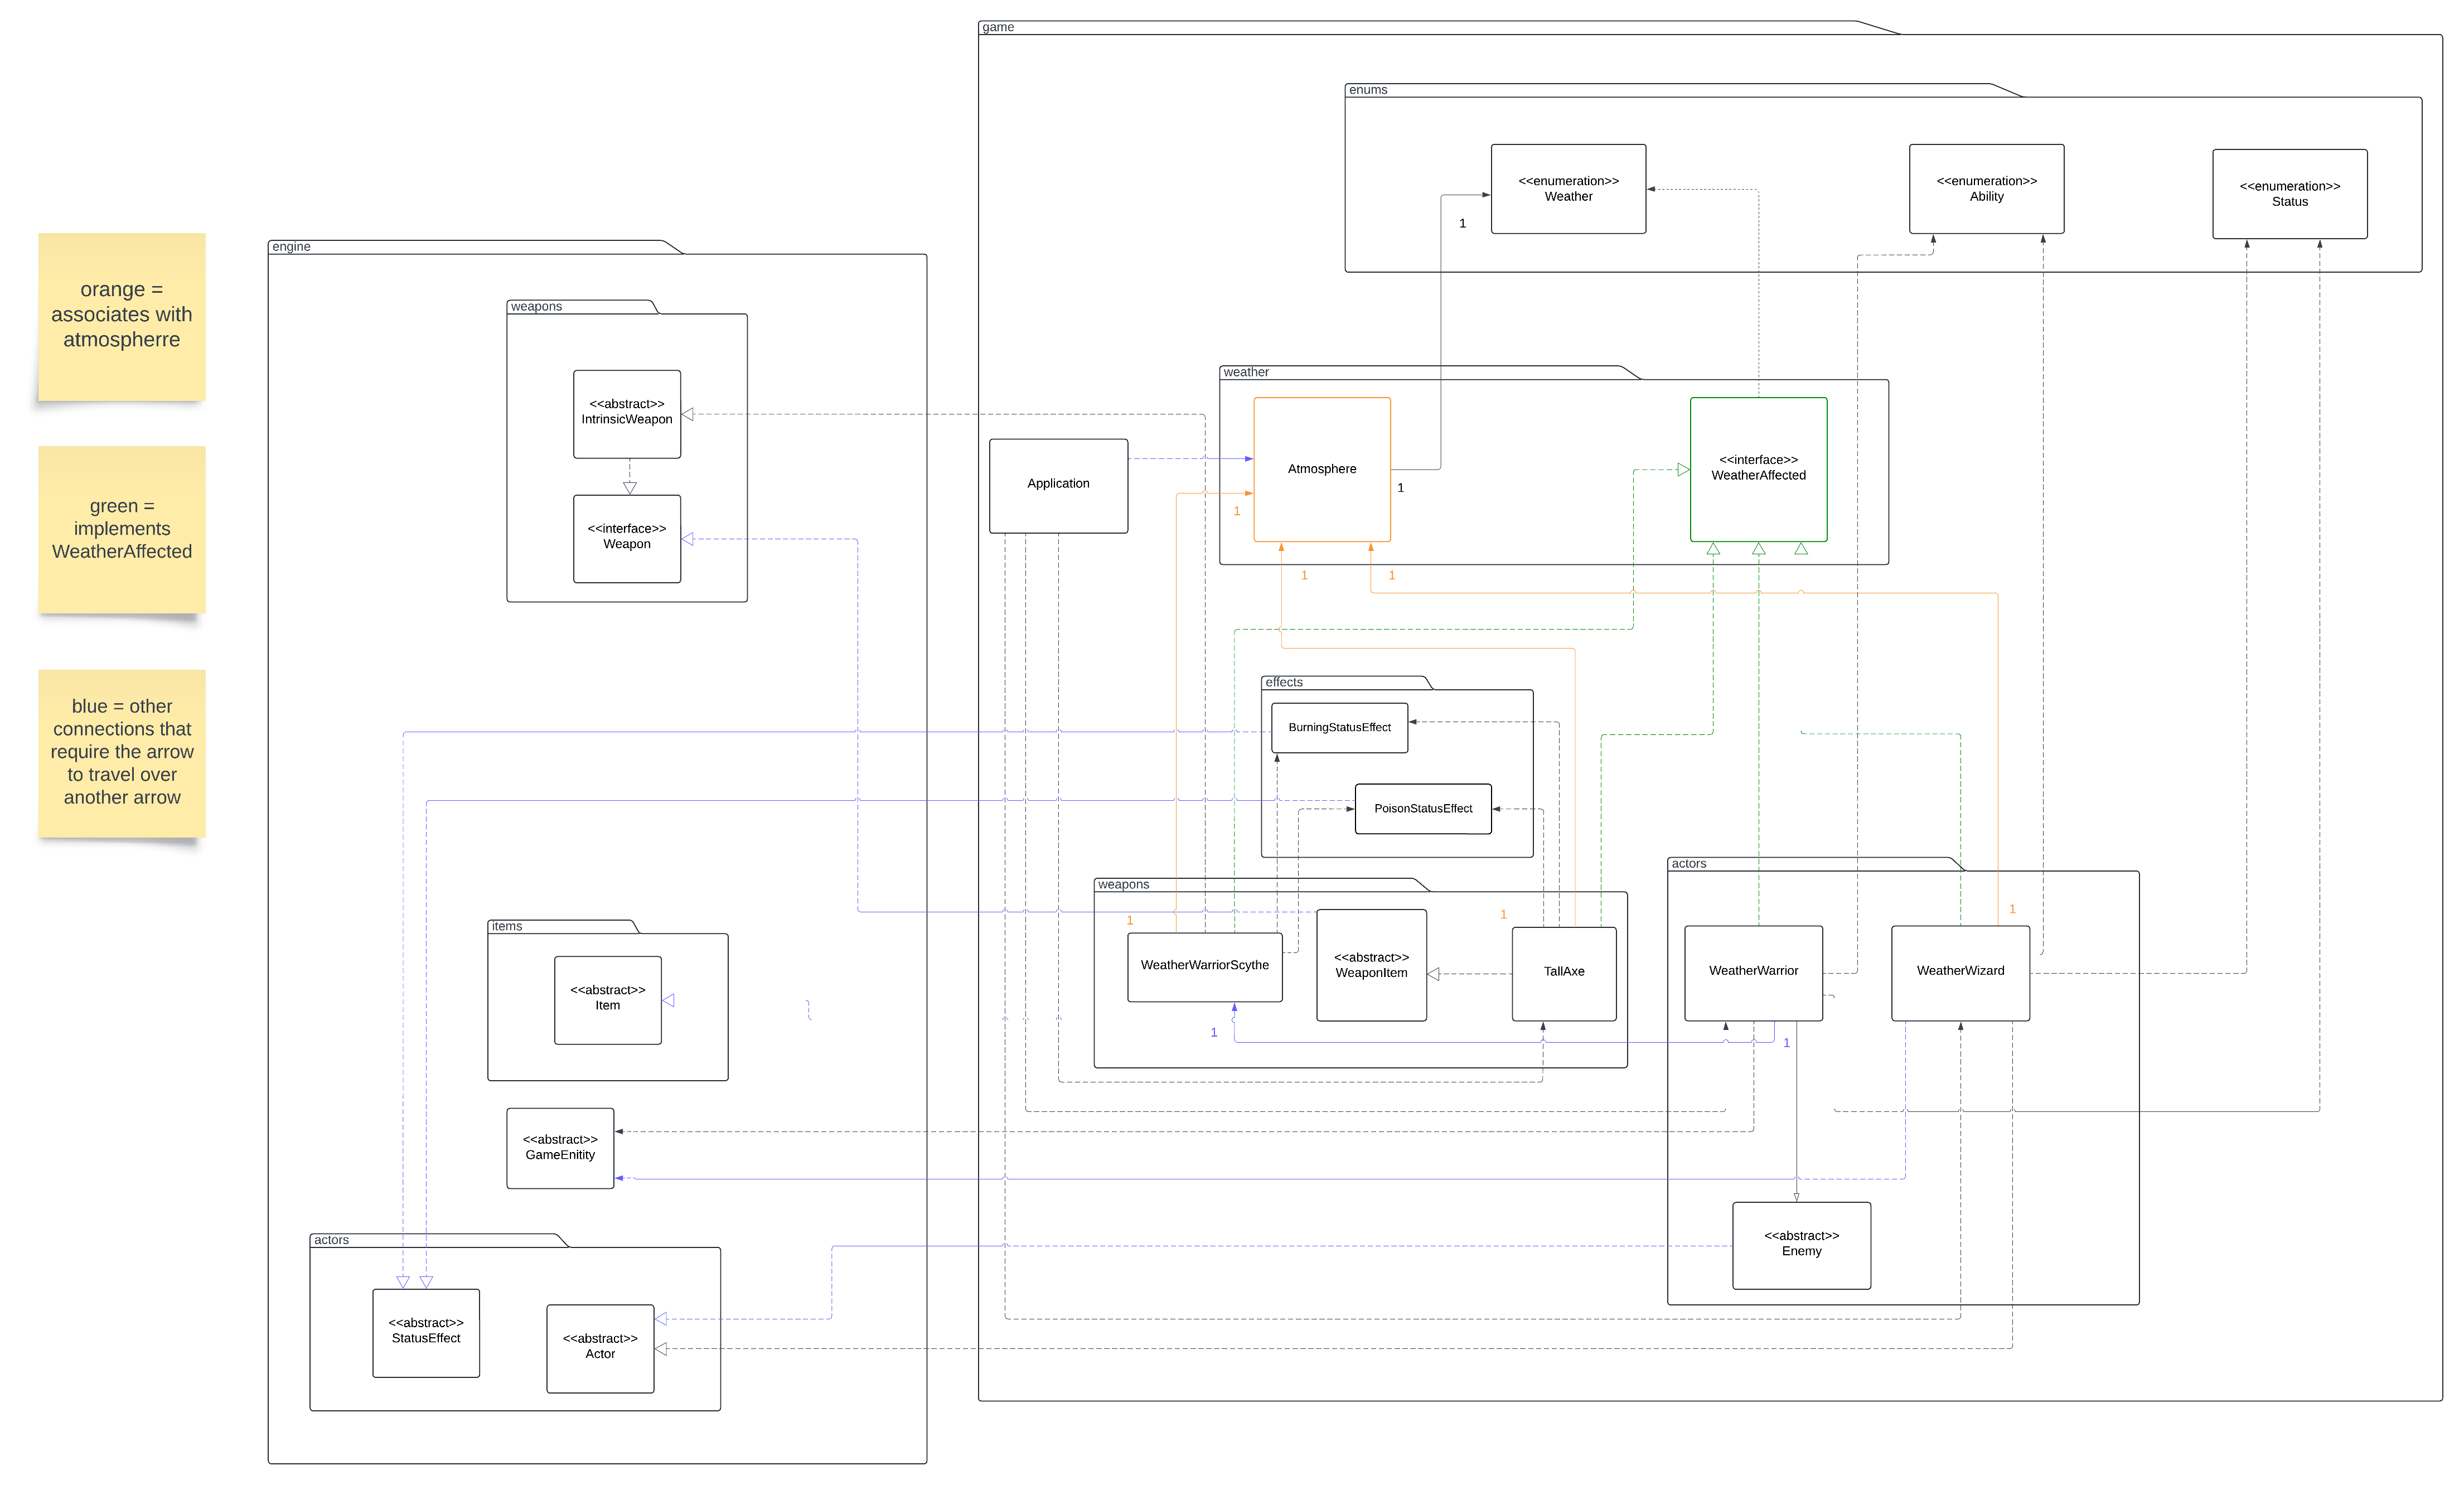 game
enums
<<enumeration>>
Weather
<<enumeration>>
Ability
<<enumeration>>
Status
1
orange =
associates with
atmospherre
green =
implements
WeatherAffected
blue = other
connections that
require the arrow
to travel over
another arrow
engine
weapons
<<abstract>>
IntrinsicWeapon
<<interface>>
Weapon
items
<<abstract>>
Item
<<abstract>>
GameEnitity
actors
<<abstract>>
StatusEffect
<<abstract>>
Actor
weather
Application
Atmosphere
<<interface>>
WeatherAffected
1
1
1
1
effects
BurningStatusEffect
PoisonStatusEffect
weapons
1
WeatherWarriorScythe
<<abstract>>
WeaponItem
1
TallAxe
1
actors
1
WeatherWarrior
WeatherWizard
1
<<abstract>>
Enemy